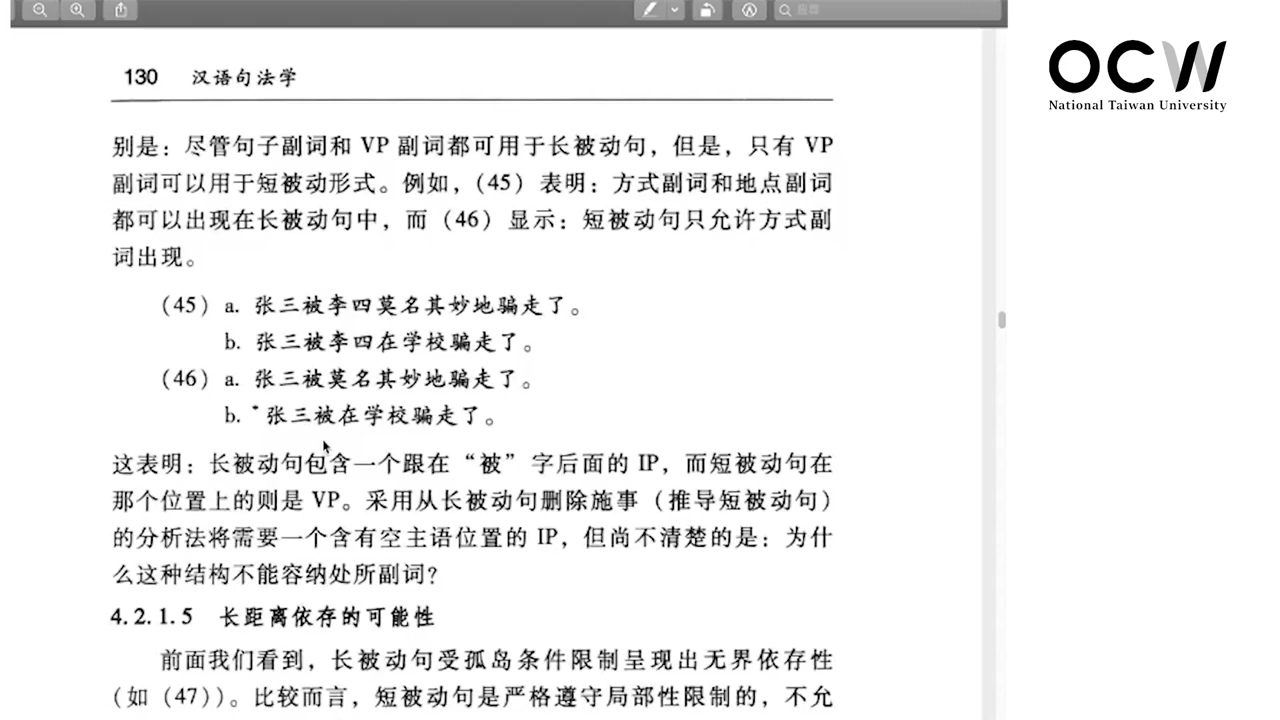 搜尋
OCW
National Taiwan University
130 汉语句法学
别是：尽管句子副词和 VP 副词都可用于长被动句，但是，只有 VP
副词可以用于短被动形式。例如，（45）表明：方式副词和地点副词
都可以出现在长被动句中，而（46）显示：短被动句只允许方式副
词出现。
（45）a. 张三被李四莫名其妙地骗走了。
b. 张三被李四在学校骗走了。
（46）a. 张三被莫名其妙地骗走了。
b. *张三被在学校骗走了。
这表明：长被动句包含一个跟在“被”字后面的 IP，而短被动句在
那个位置上的则是 VP。采用从长被动句删除施事（推导短被动句）
的分析法将需要一个含有空主语位置的 IP，但尚不清楚的是：为什
么这种结构不能容纳处所副词？
4.2.1.5 长距离依存的可能性
前面我们看到，长被动句受孤岛条件限制呈现出无界依存性
（如（47））。比较而言，短被动句是严格遵守局部性限制的，不允